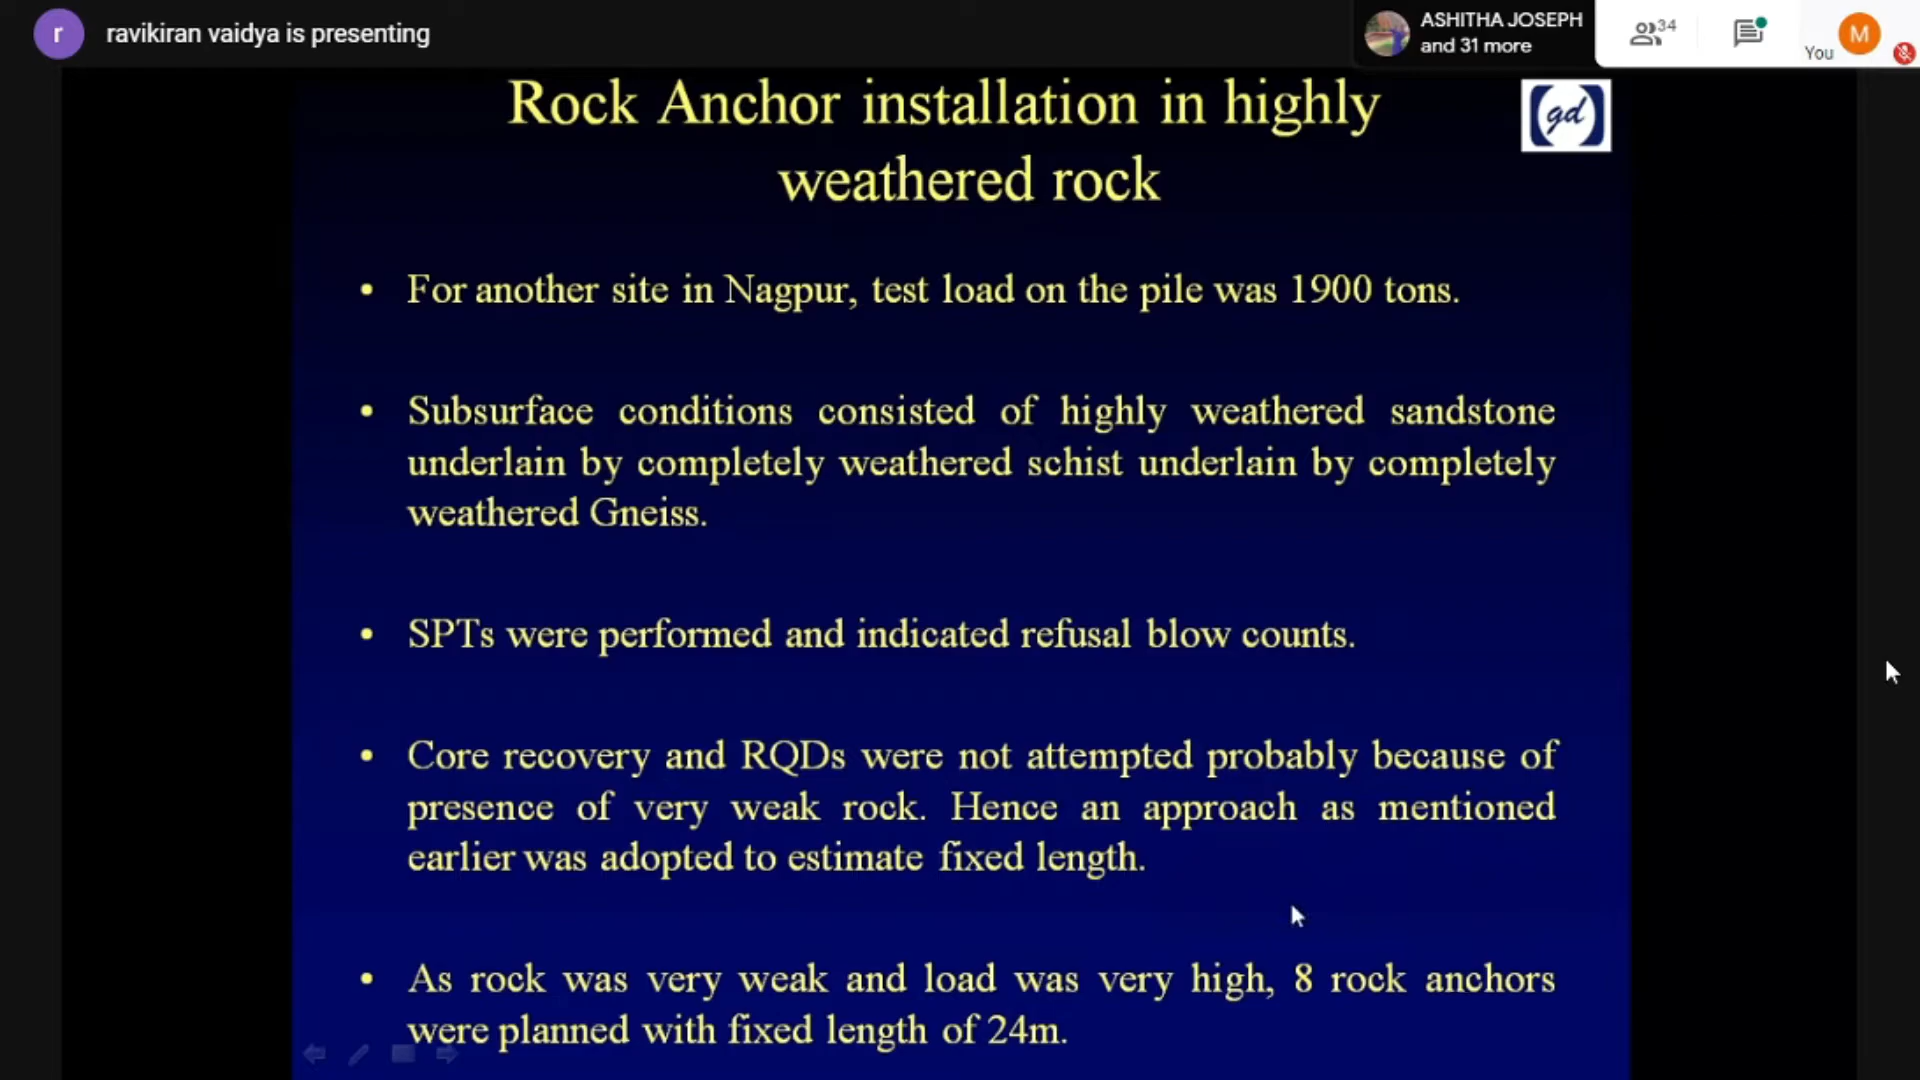 r
ravikiran vaidya is presenting
ASHITHA JOSEPH
and 31 more
34
You
M
Rock Anchor installation in highly
weathered rock
gd
• For another site in Nagpur, test load on the pile was 1900 tons.
• Subsurface conditions consisted of highly weathered sandstone
underlain by completely weathered schist underlain by completely
weathered Gneiss.
• SPTs were performed and indicated refusal blow counts.
• Core recovery and RQDs were not attempted probably because of
presence of very weak rock. Hence an approach as mentioned
earlier was adopted to estimate fixed length.
• As rock was very weak and load was very high, 8 rock anchors
were planned with fixed length of 24m.